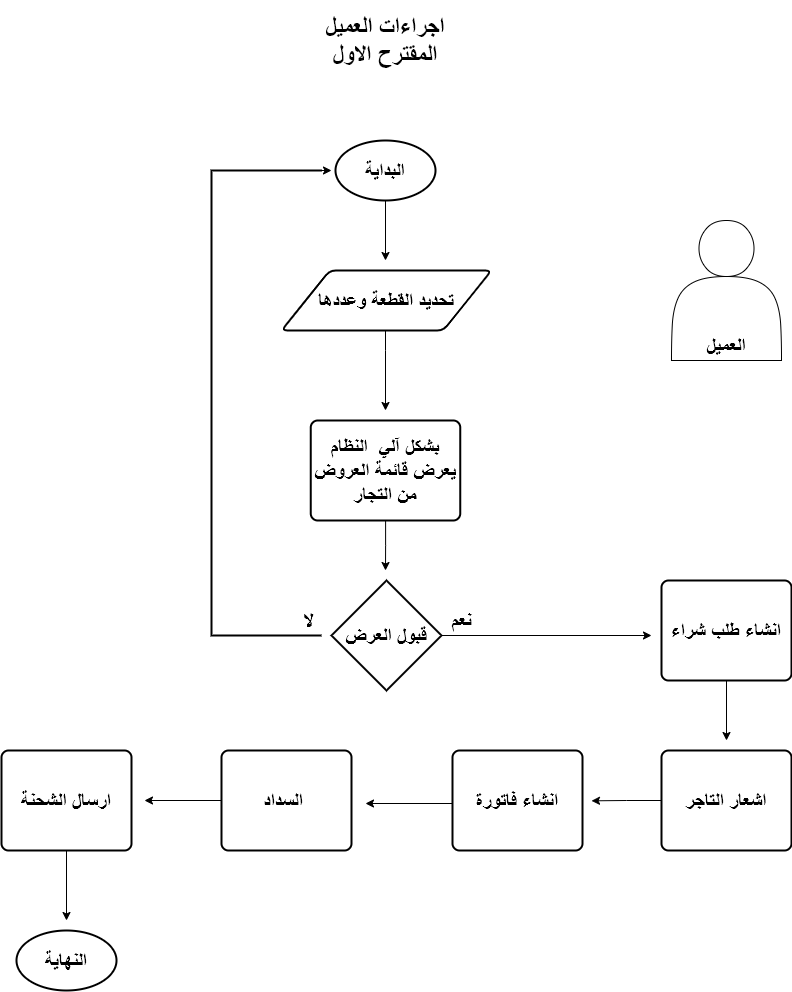 اجراءات العميل
المقترح الاول
البداية
تحديد القطعة وعددها
العميل
بشكل آلي النظام
يعرض قائمة العروض
من التجار
لا
قبول العرض
نعم
انشاء طلب شراء
اشعار التاجر
انشاء فاتورة
السداد
ارسال الشحنة
النهاية